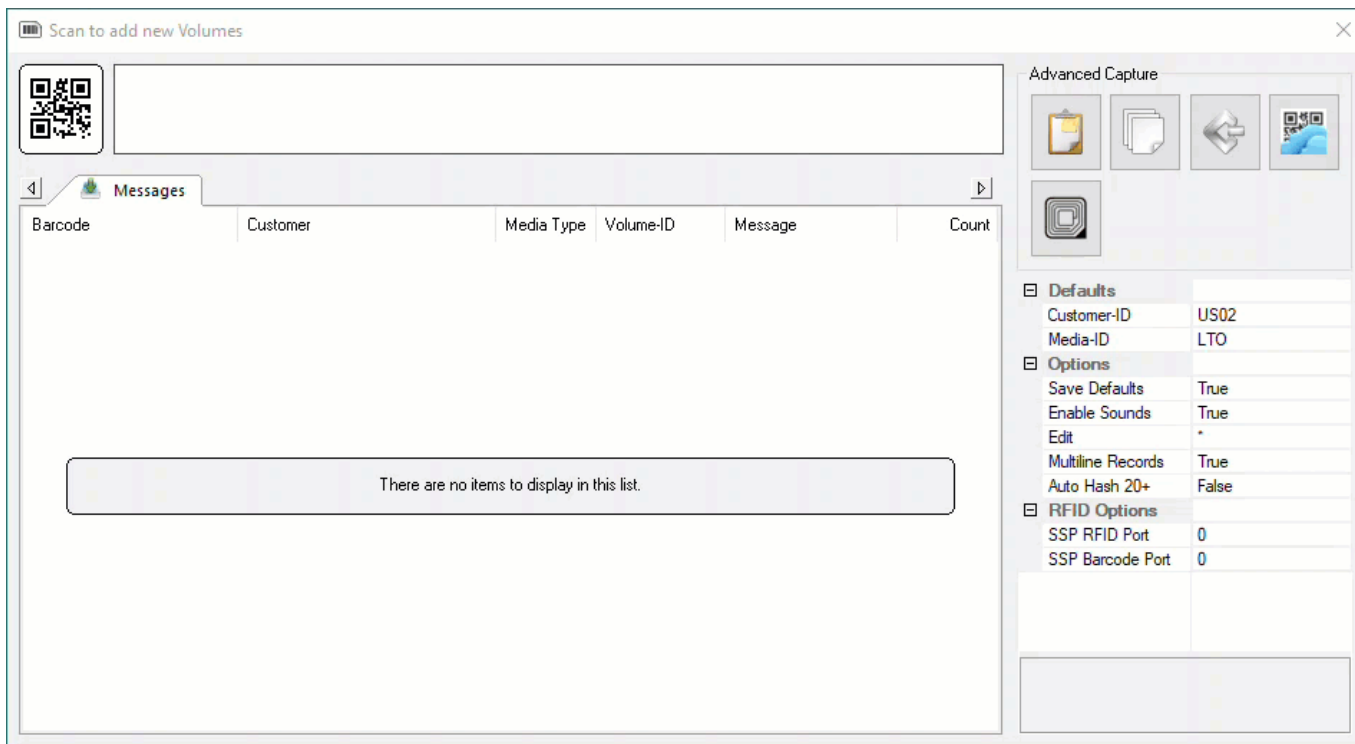 Scan to add new Volumes
Advanced Capture
Messages
Barcode Customer Media Type Volume-ID Message Count
There are no items to display in this list.
Defaults
Customer-ID US02
Media-ID LTO
Options
Save Defaults True
Enable Sounds True
Edit *
Multiline Records True
Auto Hash 20+ False
RFID Options
SSP RFID Port 0
SSP Barcode Port 0